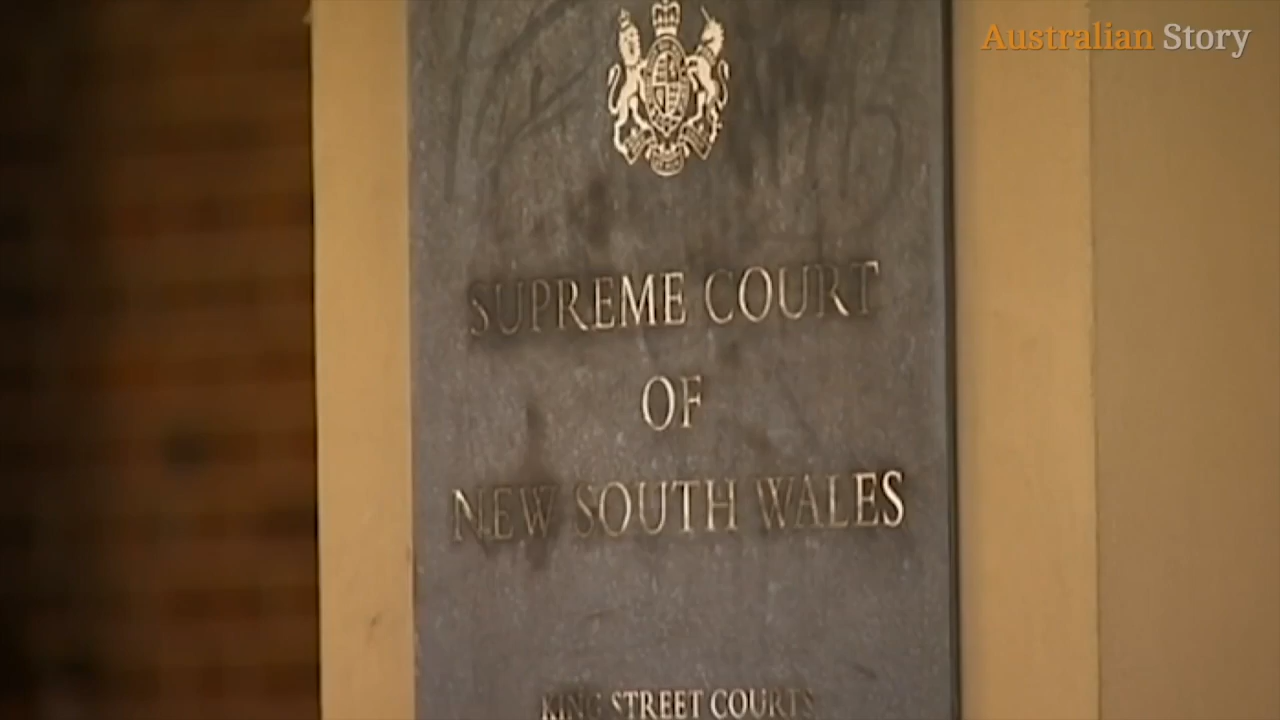 Australian Story
SUPREME COURT
OF
NEW SOUTH WALES
KING STREET COURTS